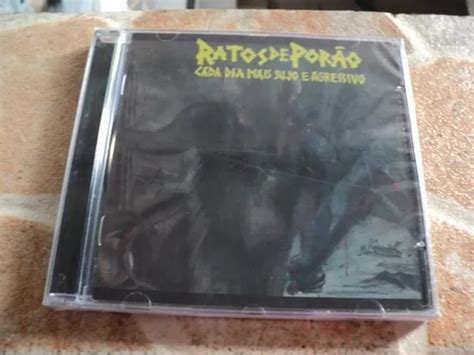 RATOS DE PORÃO
CADA DIA MAIS SUJO E AGRESSIVO